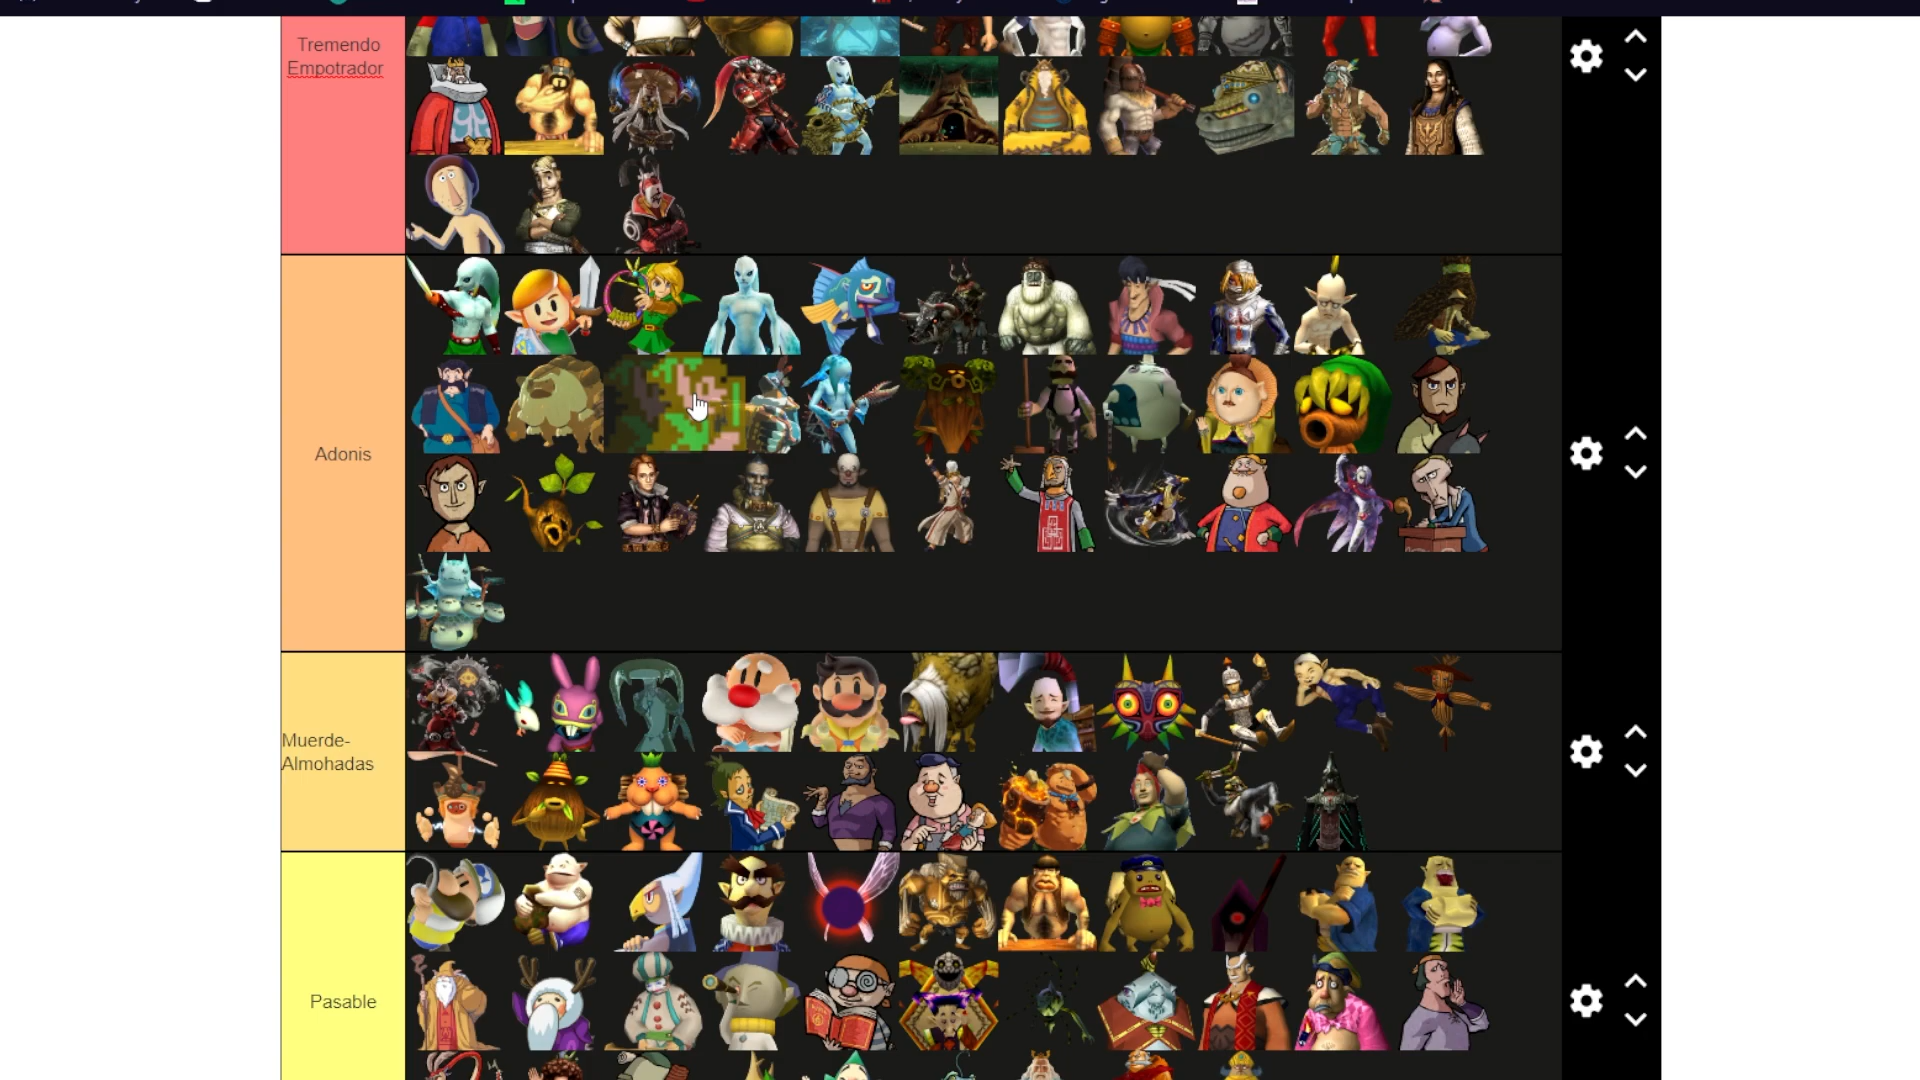 Tremendo
Empotrador
Adonis
Muerde-
Almohadas
Pasable